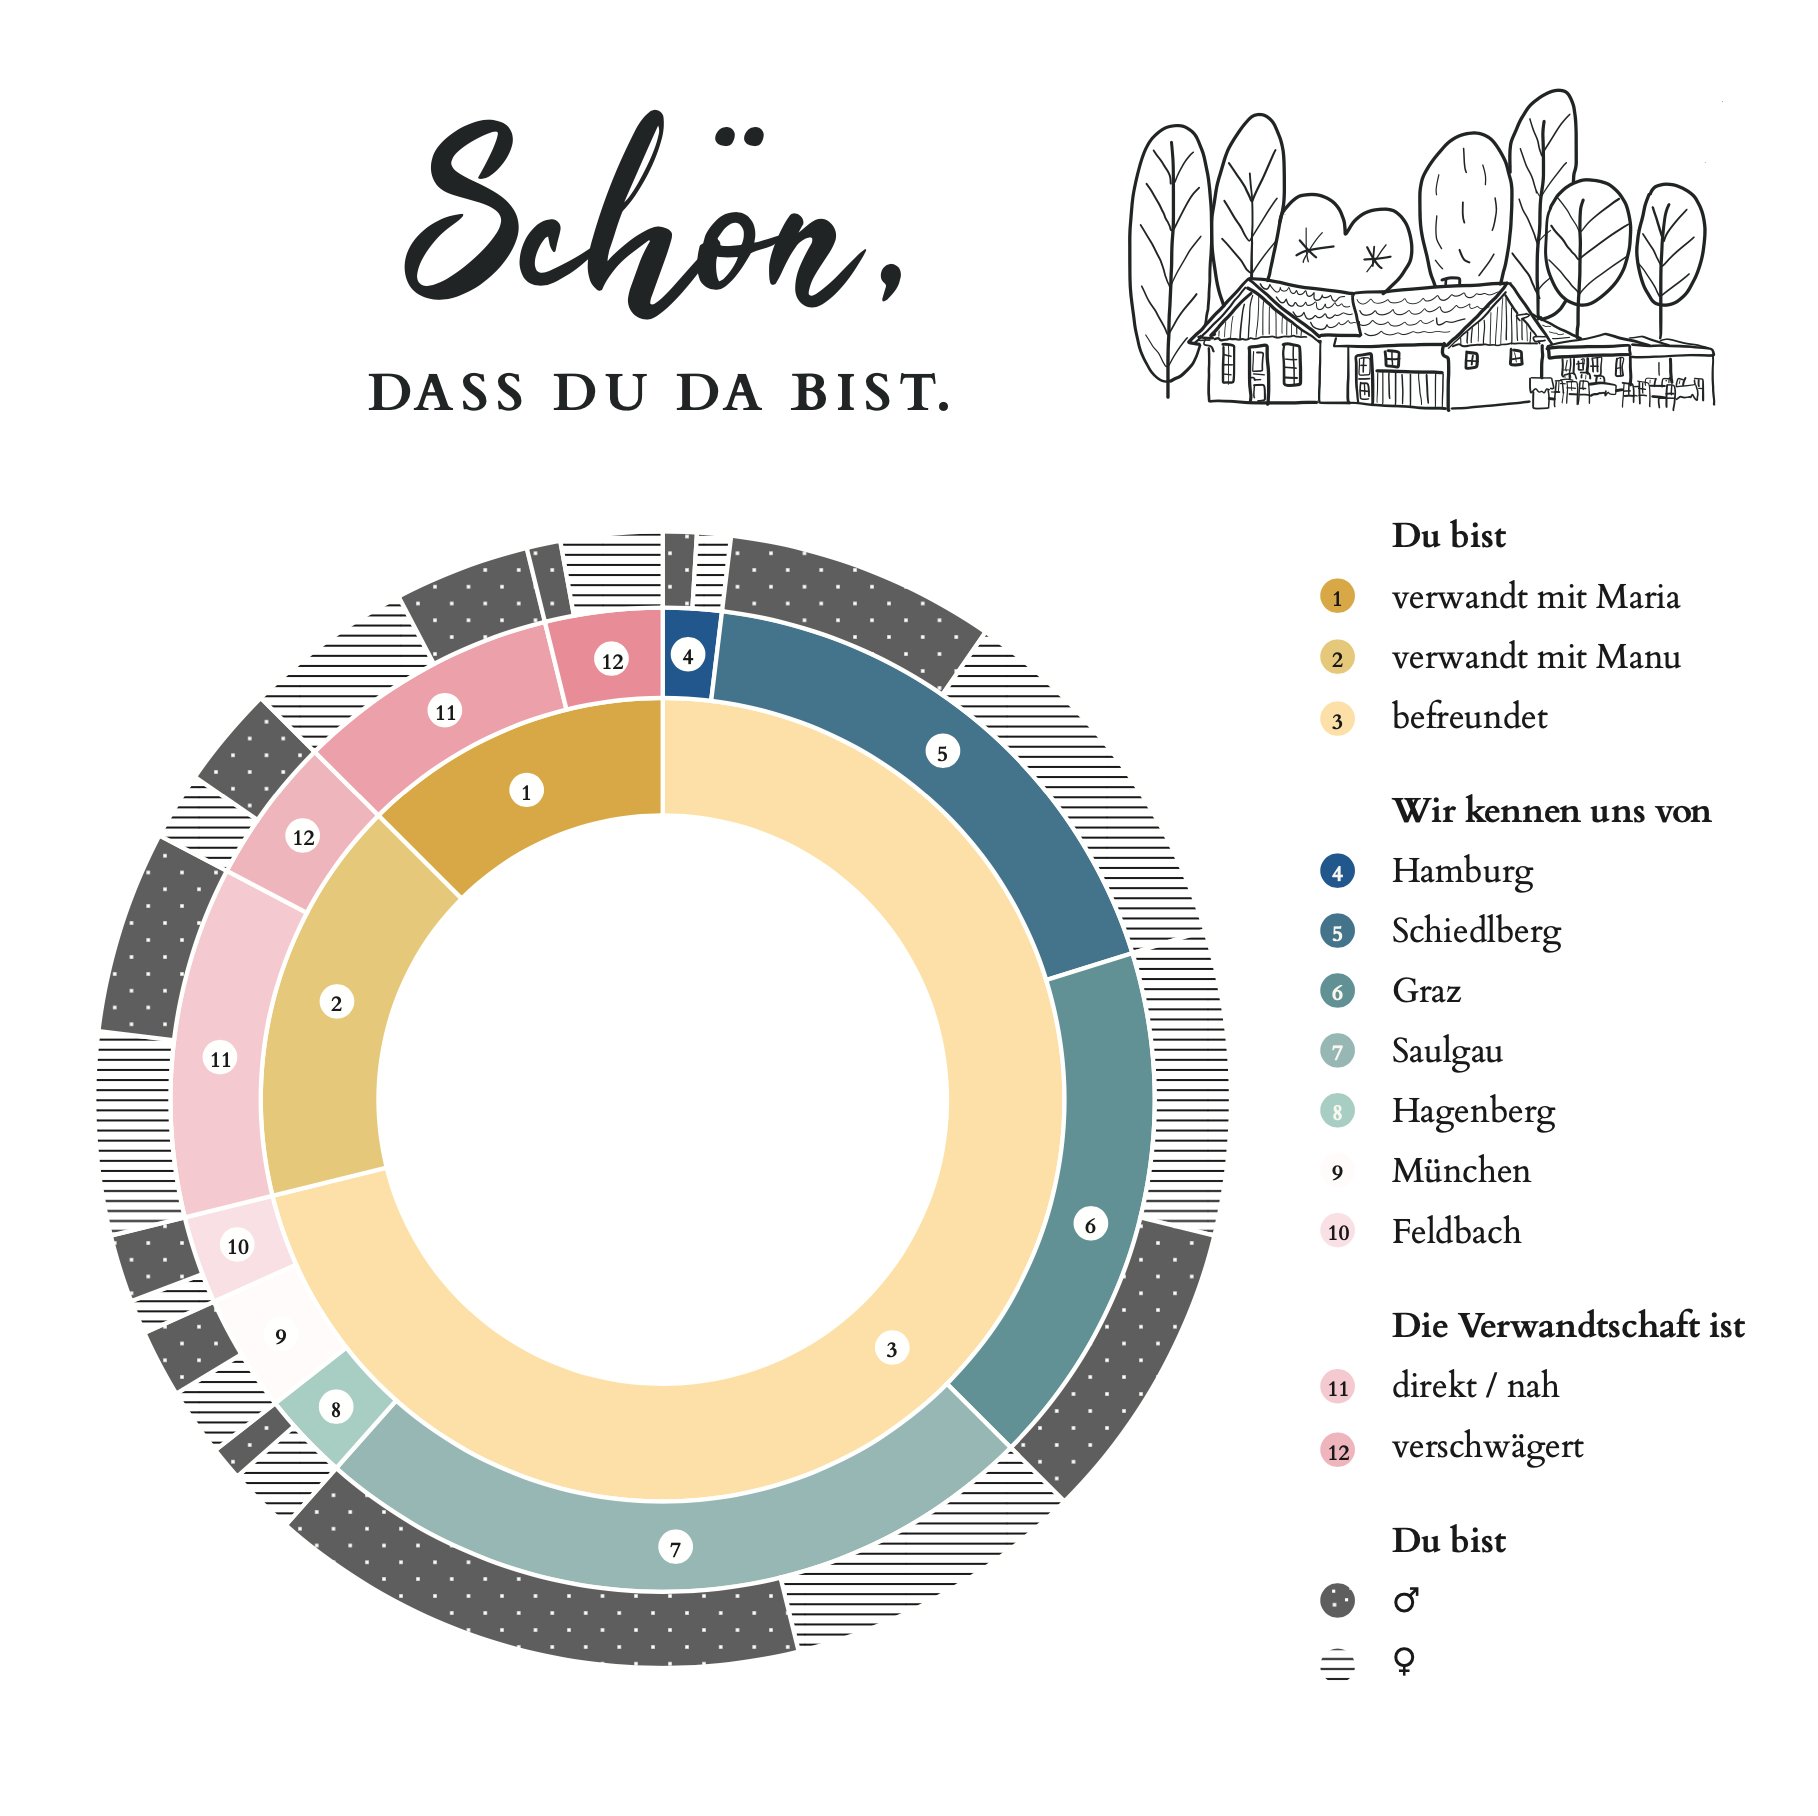 Schön,
DASS DU DA BIST.
Du bist
1 verwandt mit Maria
2 verwandt mit Manu
3 befreundet
Wir kennen uns von
4 Hamburg
5 Schiedlberg
6 Graz
7 Saulgau
8 Hagenberg
9 München
10 Feldbach
Die Verwandtschaft ist
11 direkt / nah
12 verschwägert
Du bist
♂
♀
12
4
11
5
1
12
2
11
6
10
9
3
8
7